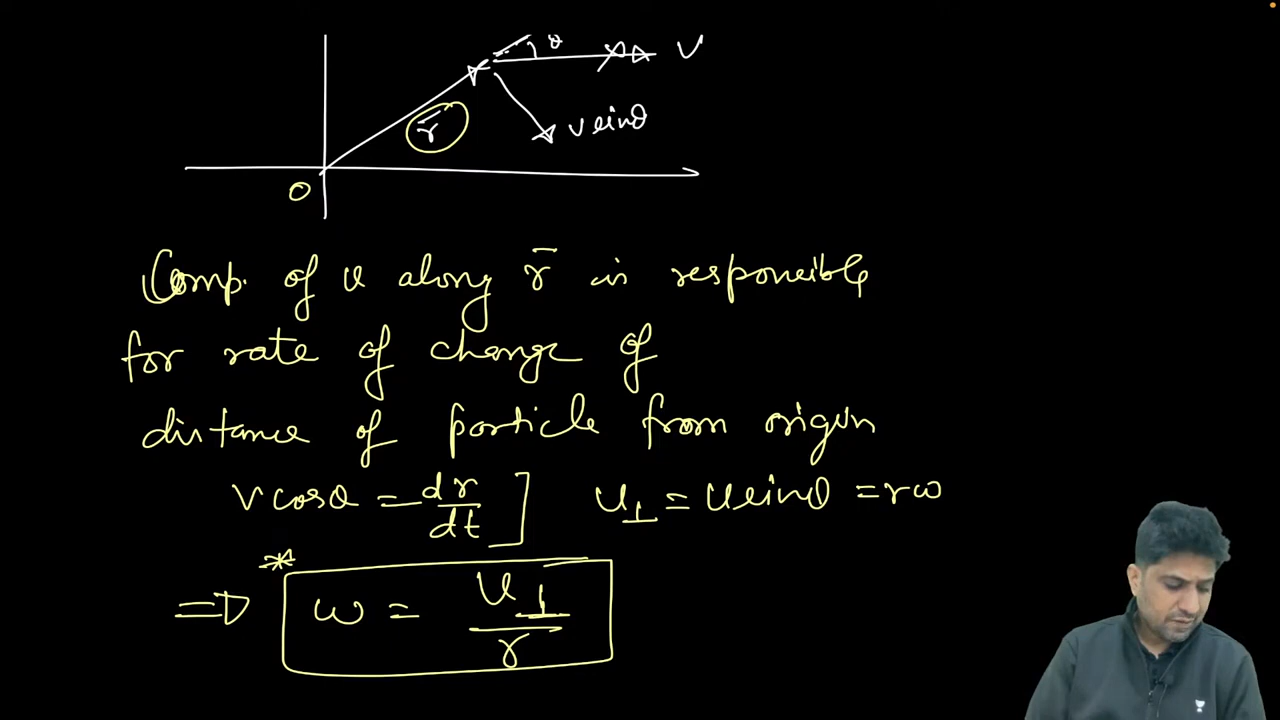 θ
V
r̄
v sinθ
O
Comp. of v along r̄ is responsible
for rate of change of
distance of particle from origin
v cosθ = dr/dt ] v⊥ = v sinθ = rω
*
⇒ ω = v⊥/r